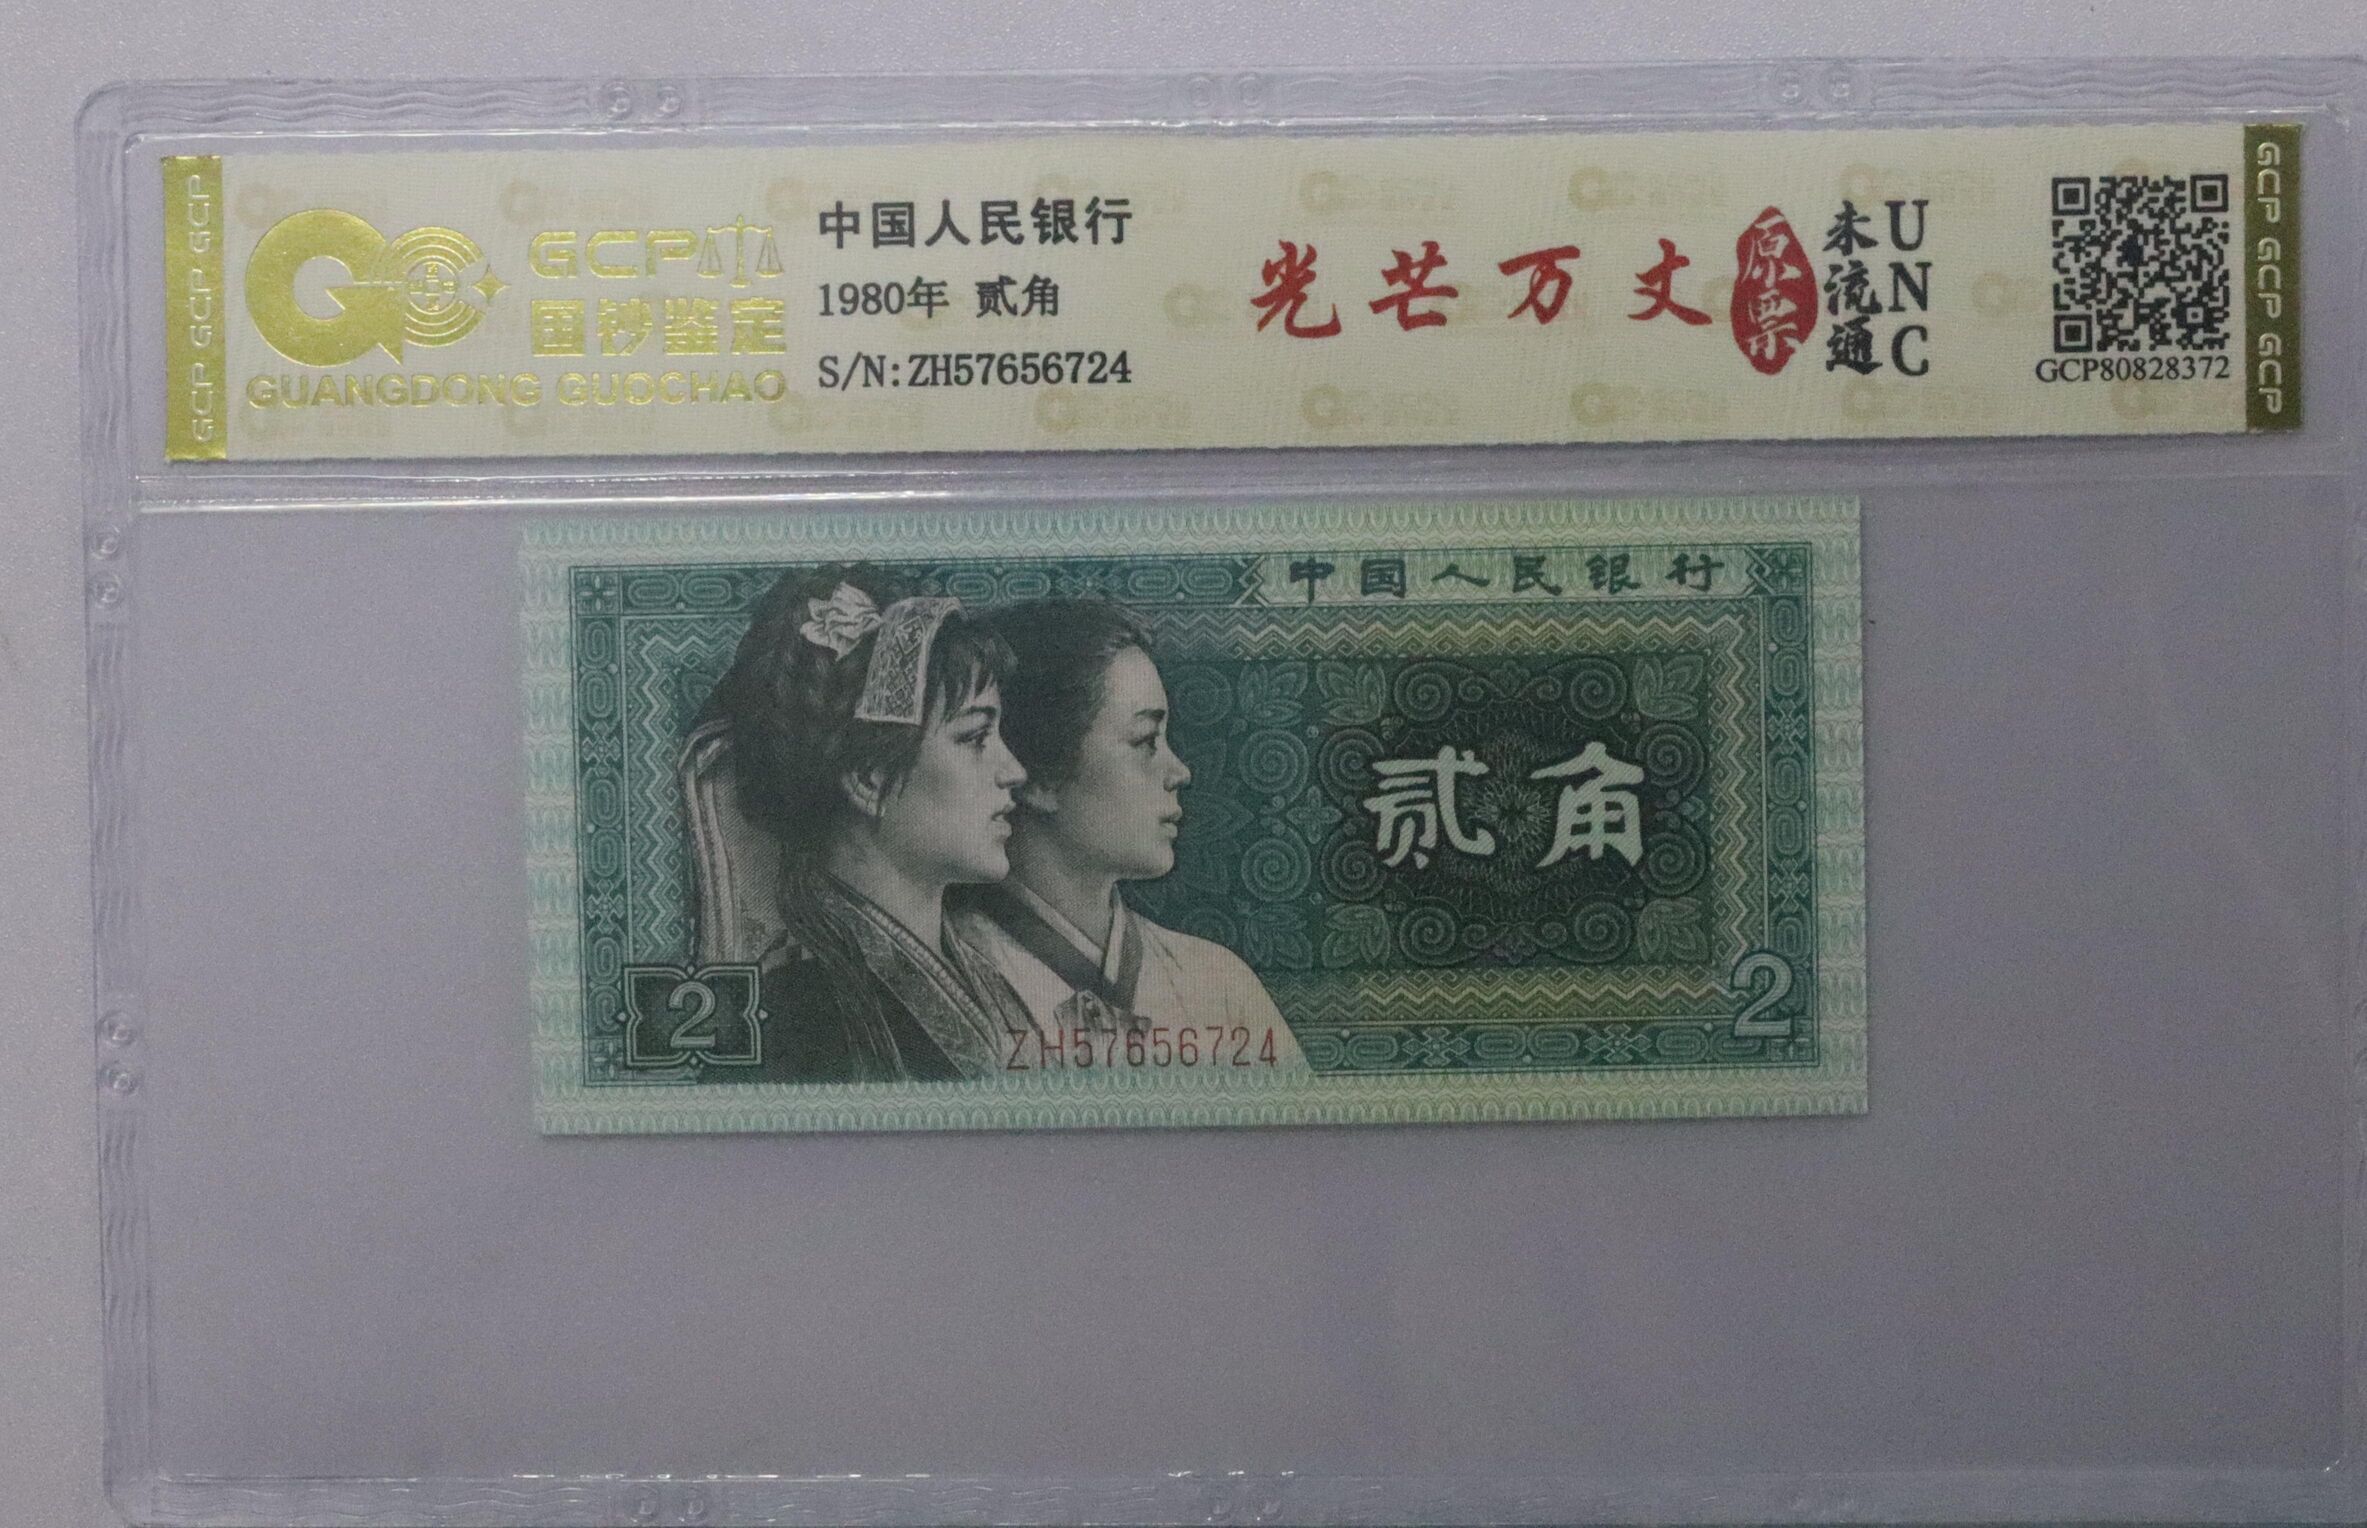 GCP GCP GCP
GCP
国钞鉴定
GUANGDONG GUOCHAO
中国人民银行
1980年 贰角
S/N:ZH57656724
光芒万丈
原票
未流通
UNC
GCP80828372
GCP GCP GCP
中国人民银行
贰角
2
2
ZH57656724